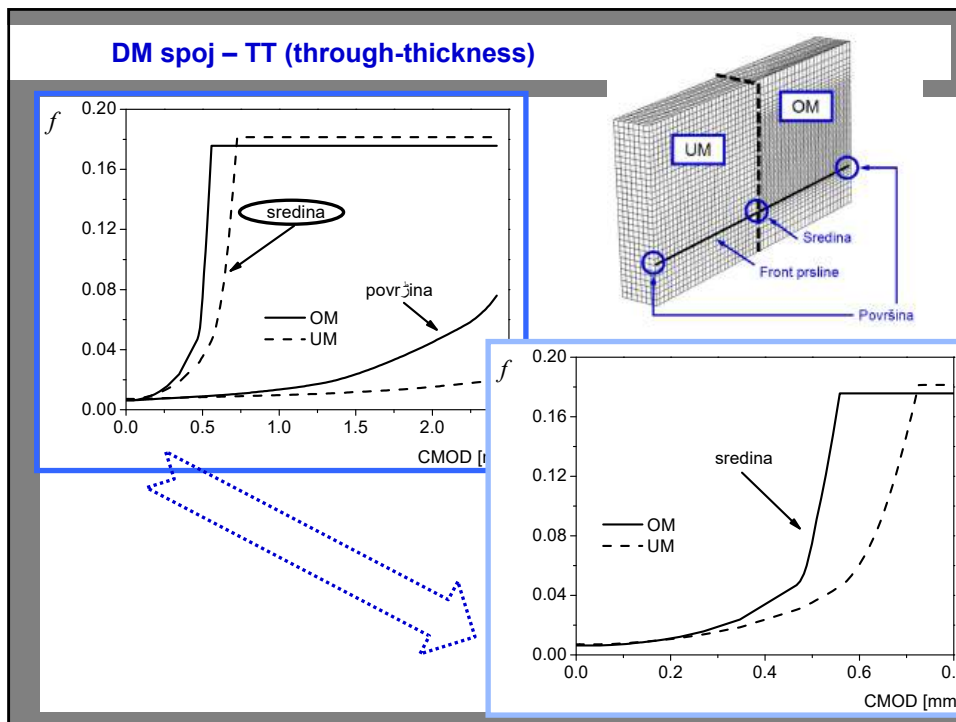 DM spoj – TT (through-thickness)
f
0.20
0.16
0.12
0.08
0.04
0.00
sredina
površina
OM
UM
0.0 0.5 1.0 1.5 2.0
CMOD [
UM
OM
Sredina
Front prsline
Površina
f
0.20
0.16
0.12
0.08
0.04
0.00
sredina
OM
UM
0.0 0.2 0.4 0.6 0.
CMOD [mm